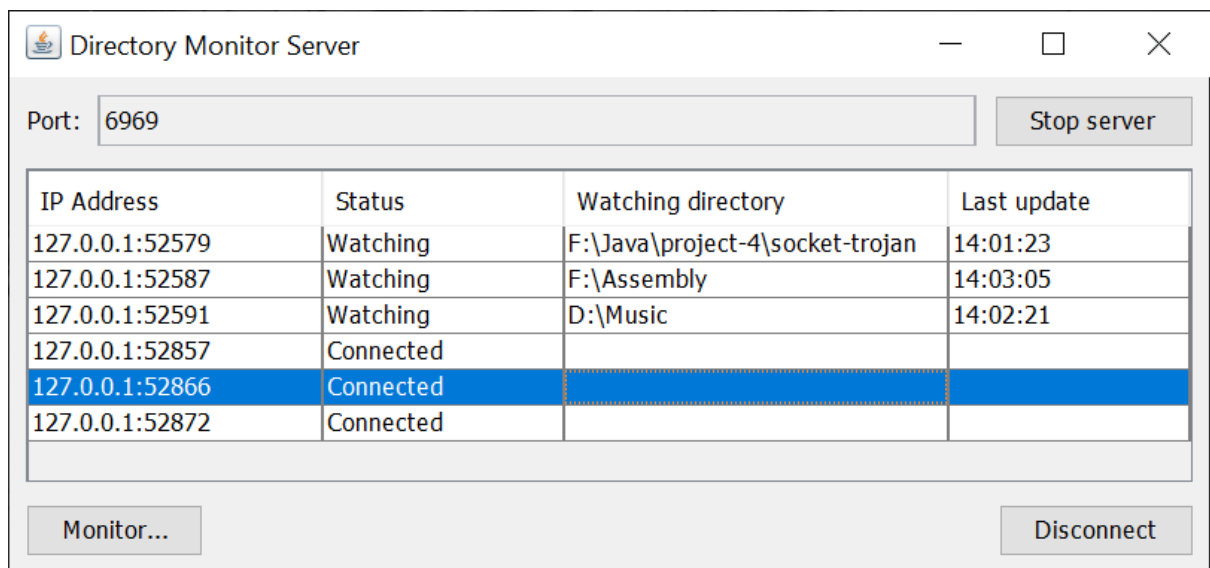 Directory Monitor Server
Port: 6969 Stop server
IP Address Status Watching directory Last update
127.0.0.1:52579 Watching F:\Java\project-4\socket-trojan 14:01:23
127.0.0.1:52587 Watching F:\Assembly 14:03:05
127.0.0.1:52591 Watching D:\Music 14:02:21
127.0.0.1:52857 Connected
127.0.0.1:52866 Connected
127.0.0.1:52872 Connected
Monitor... Disconnect